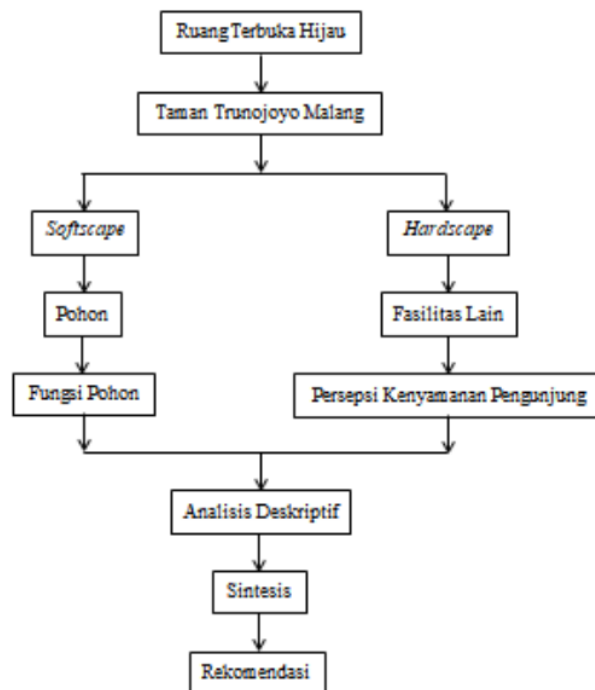 Ruang Terbuka Hijau
Taman Trunojoyo Malang
Softscape
Hardscape
Pohon
Fasilitas Lain
Fungsi Pohon
Persepsi Kenyamanan Pengunjung
Analisis Deskriptif
Sintesis
Rekomendasi